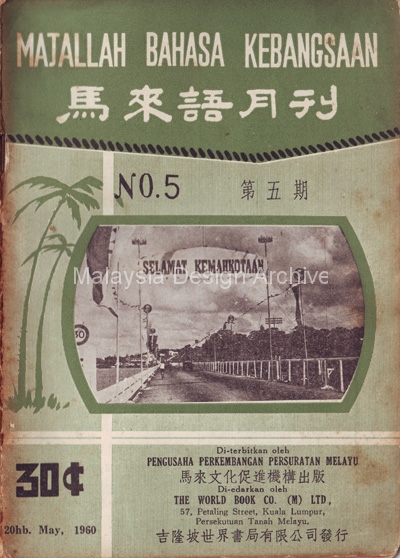 MAJALLAH BAHASA KEBANGSAAN
馬來語月刊
NO.5 第五期
SELAMAT KEMAHKOTAAN
Malaysia Design Archive
30
30¢
Di-terbitkan oleh
PENGUSAHA PERKEMBANGAN PERSURATAN MELAYU
馬來文化促進機構出版
Di-edarkan oleh
THE WORLD BOOK CO. (M) LTD,
57, Petaling Street, Kuala Lumpur,
Persekutuan Tanah Melayu.
20hb. May, 1960
吉隆坡世界書局有限公司發行